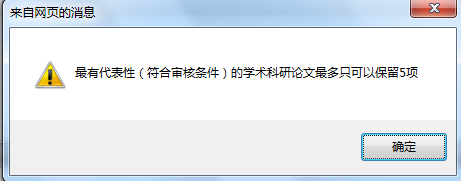 来自网页的消息
最有代表性（符合审核条件）的学术科研论文最多只可以保留5项
确定